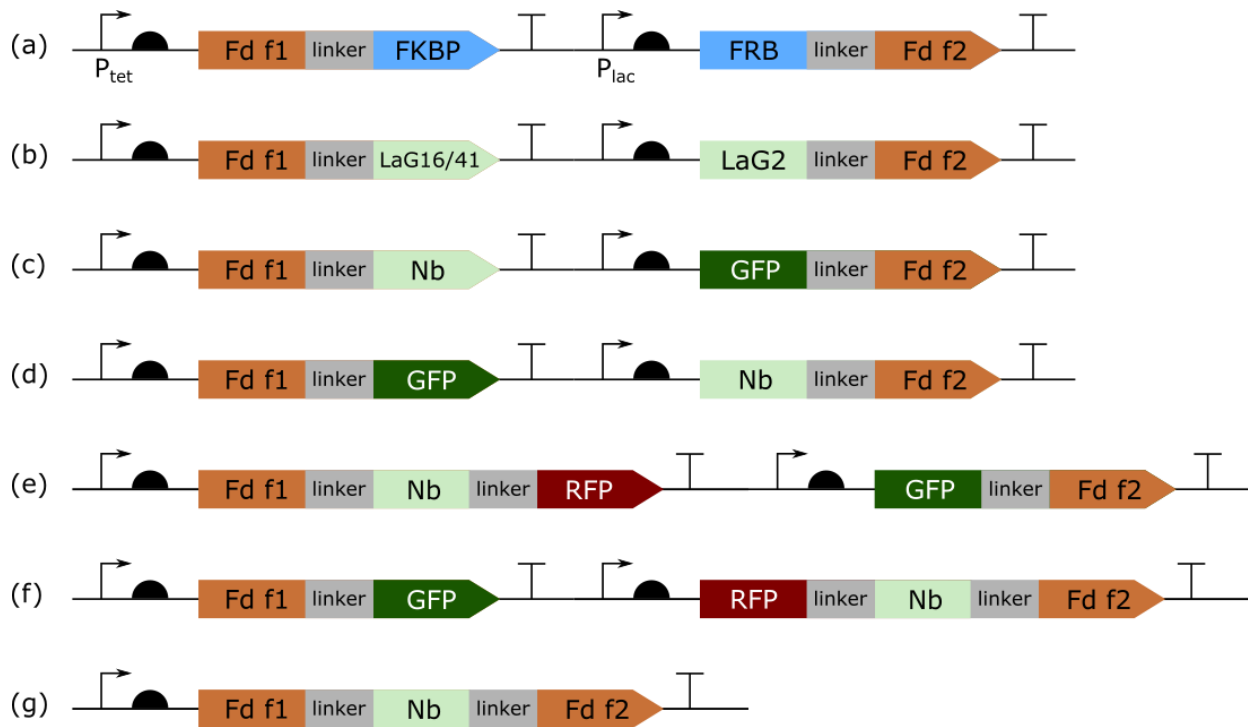 (a) Fd f1 linker FKBP FRB linker Fd f2
Ptet Plac
(b) Fd f1 linker LaG16/41 LaG2 linker Fd f2
(c) Fd f1 linker Nb GFP linker Fd f2
(d) Fd f1 linker GFP Nb linker Fd f2
(e) Fd f1 linker Nb linker RFP GFP linker Fd f2
(f) Fd f1 linker GFP RFP linker Nb linker Fd f2
(g) Fd f1 linker Nb linker Fd f2